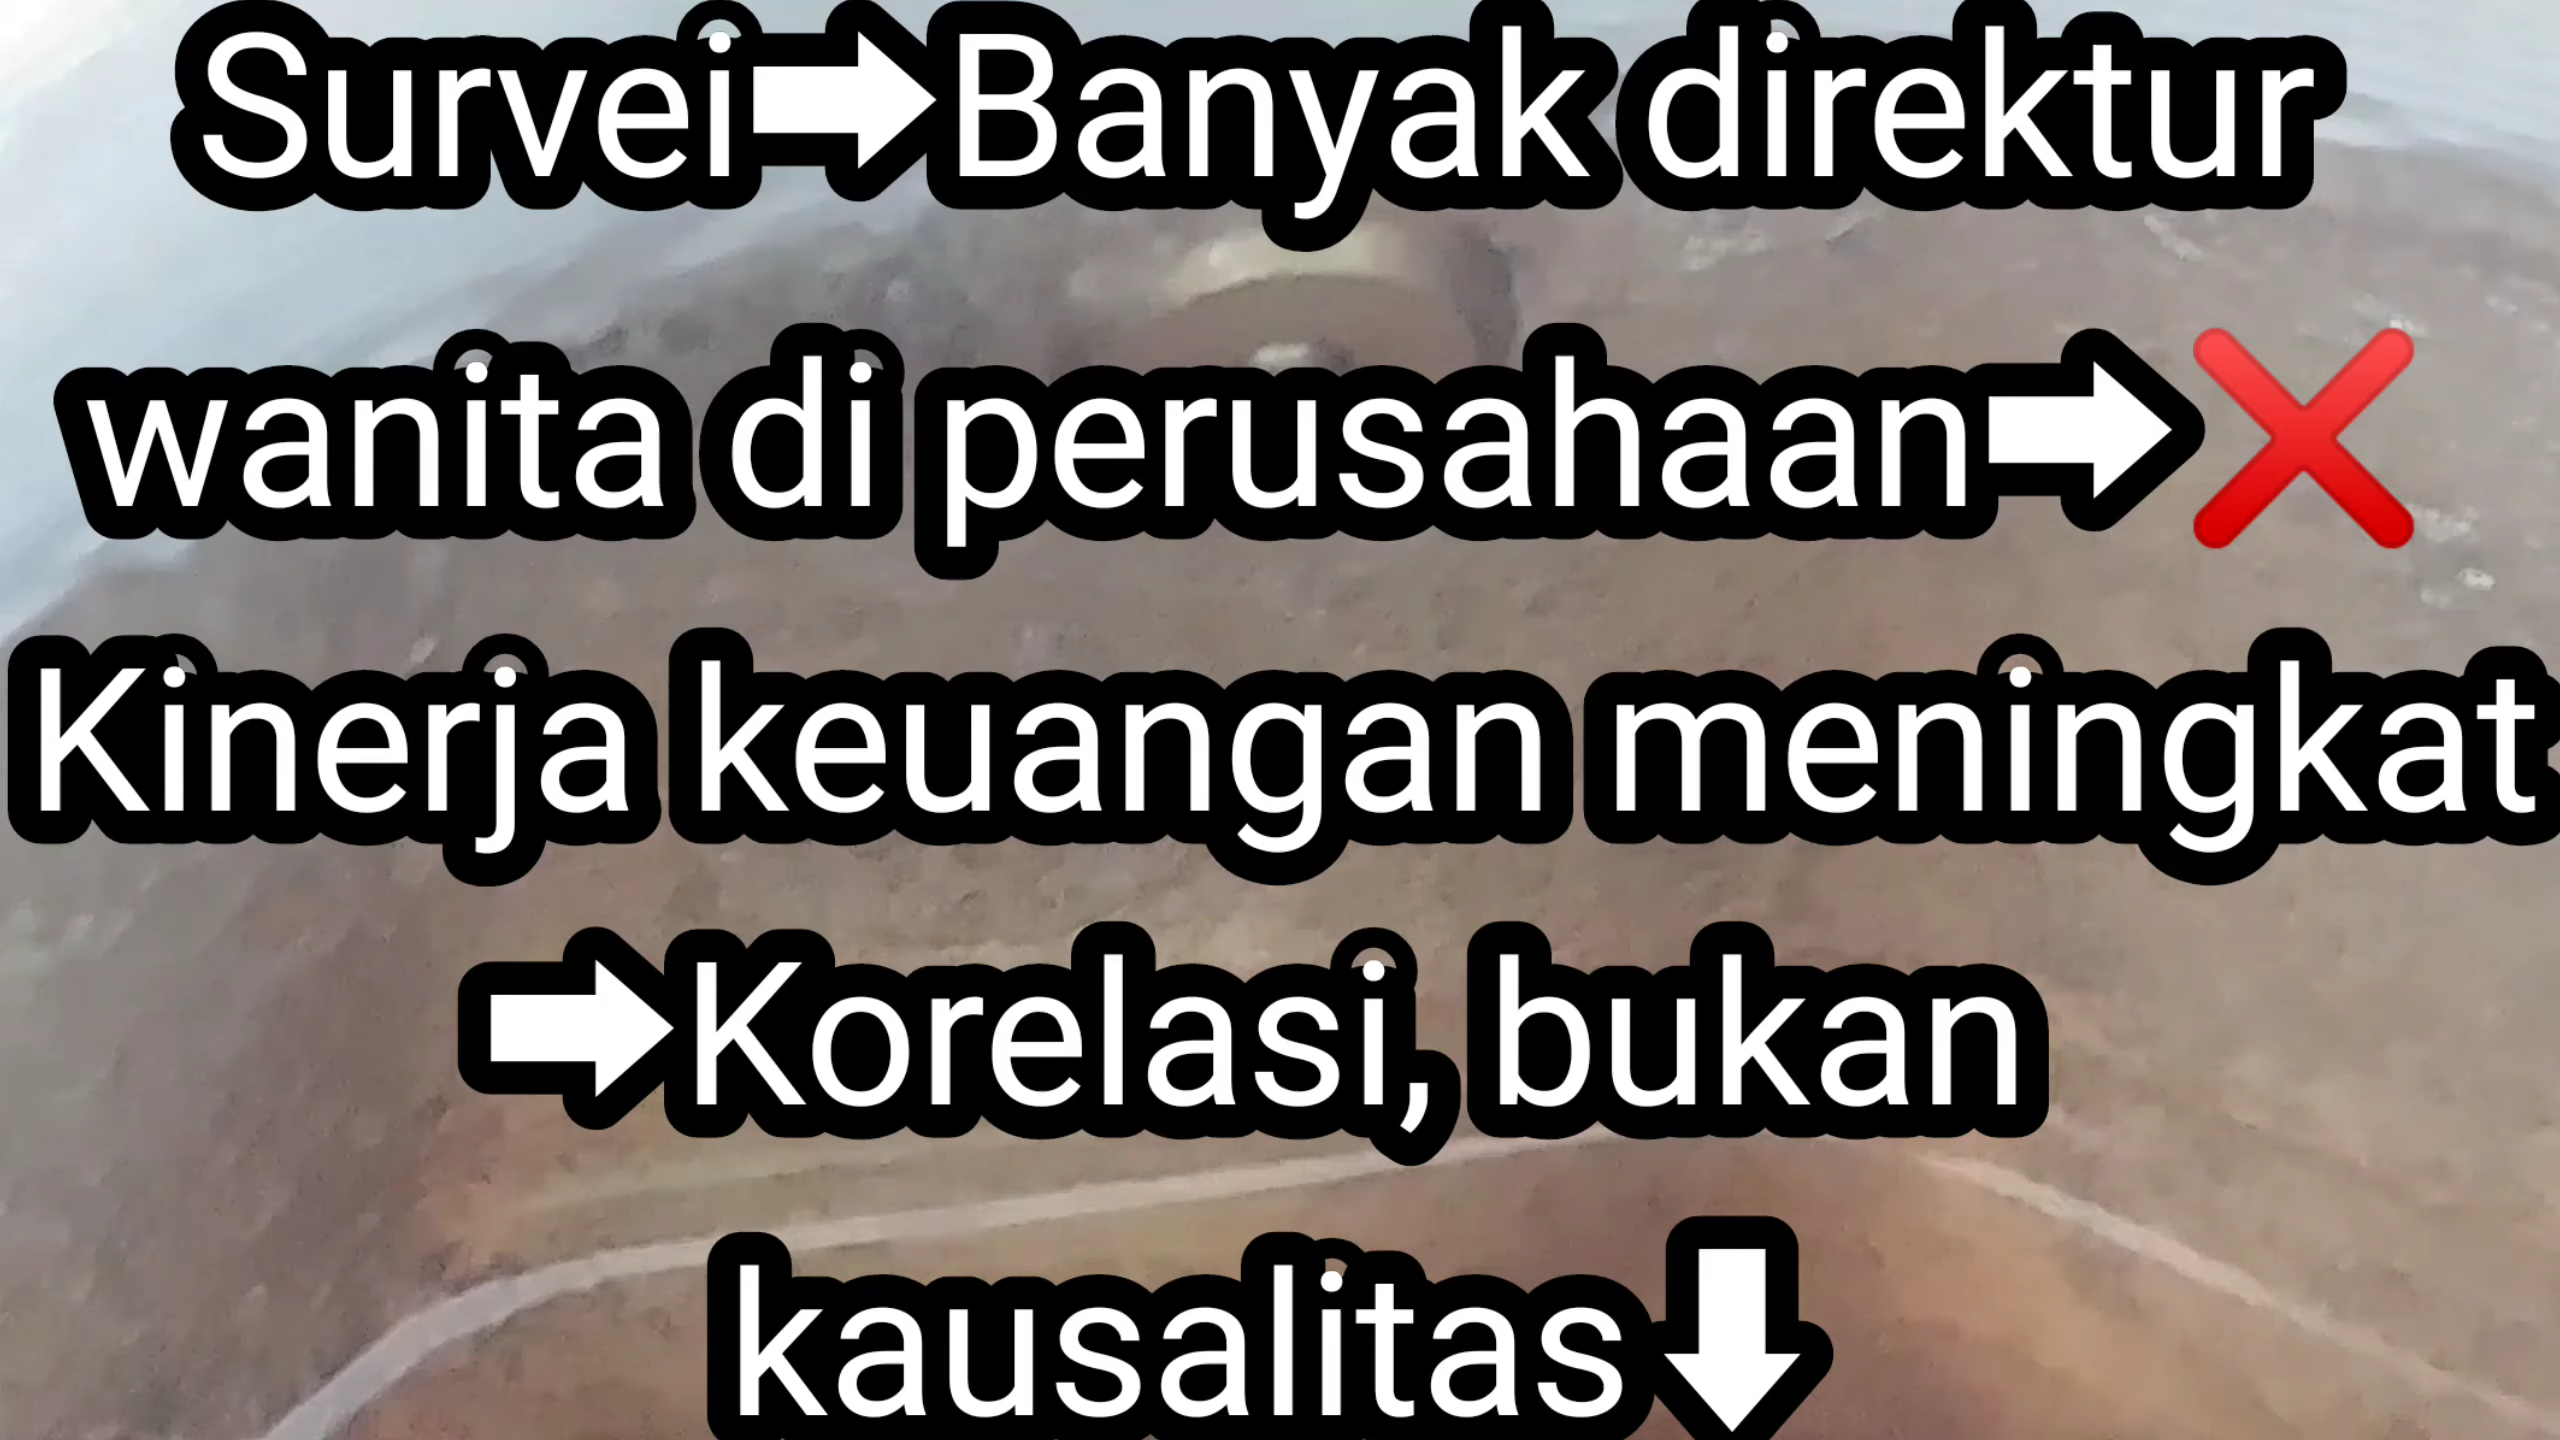 Survei➡Banyak direktur
wanita di perusahaan➡❌
Kinerja keuangan meningkat
➡Korelasi, bukan
kausalitas⬇